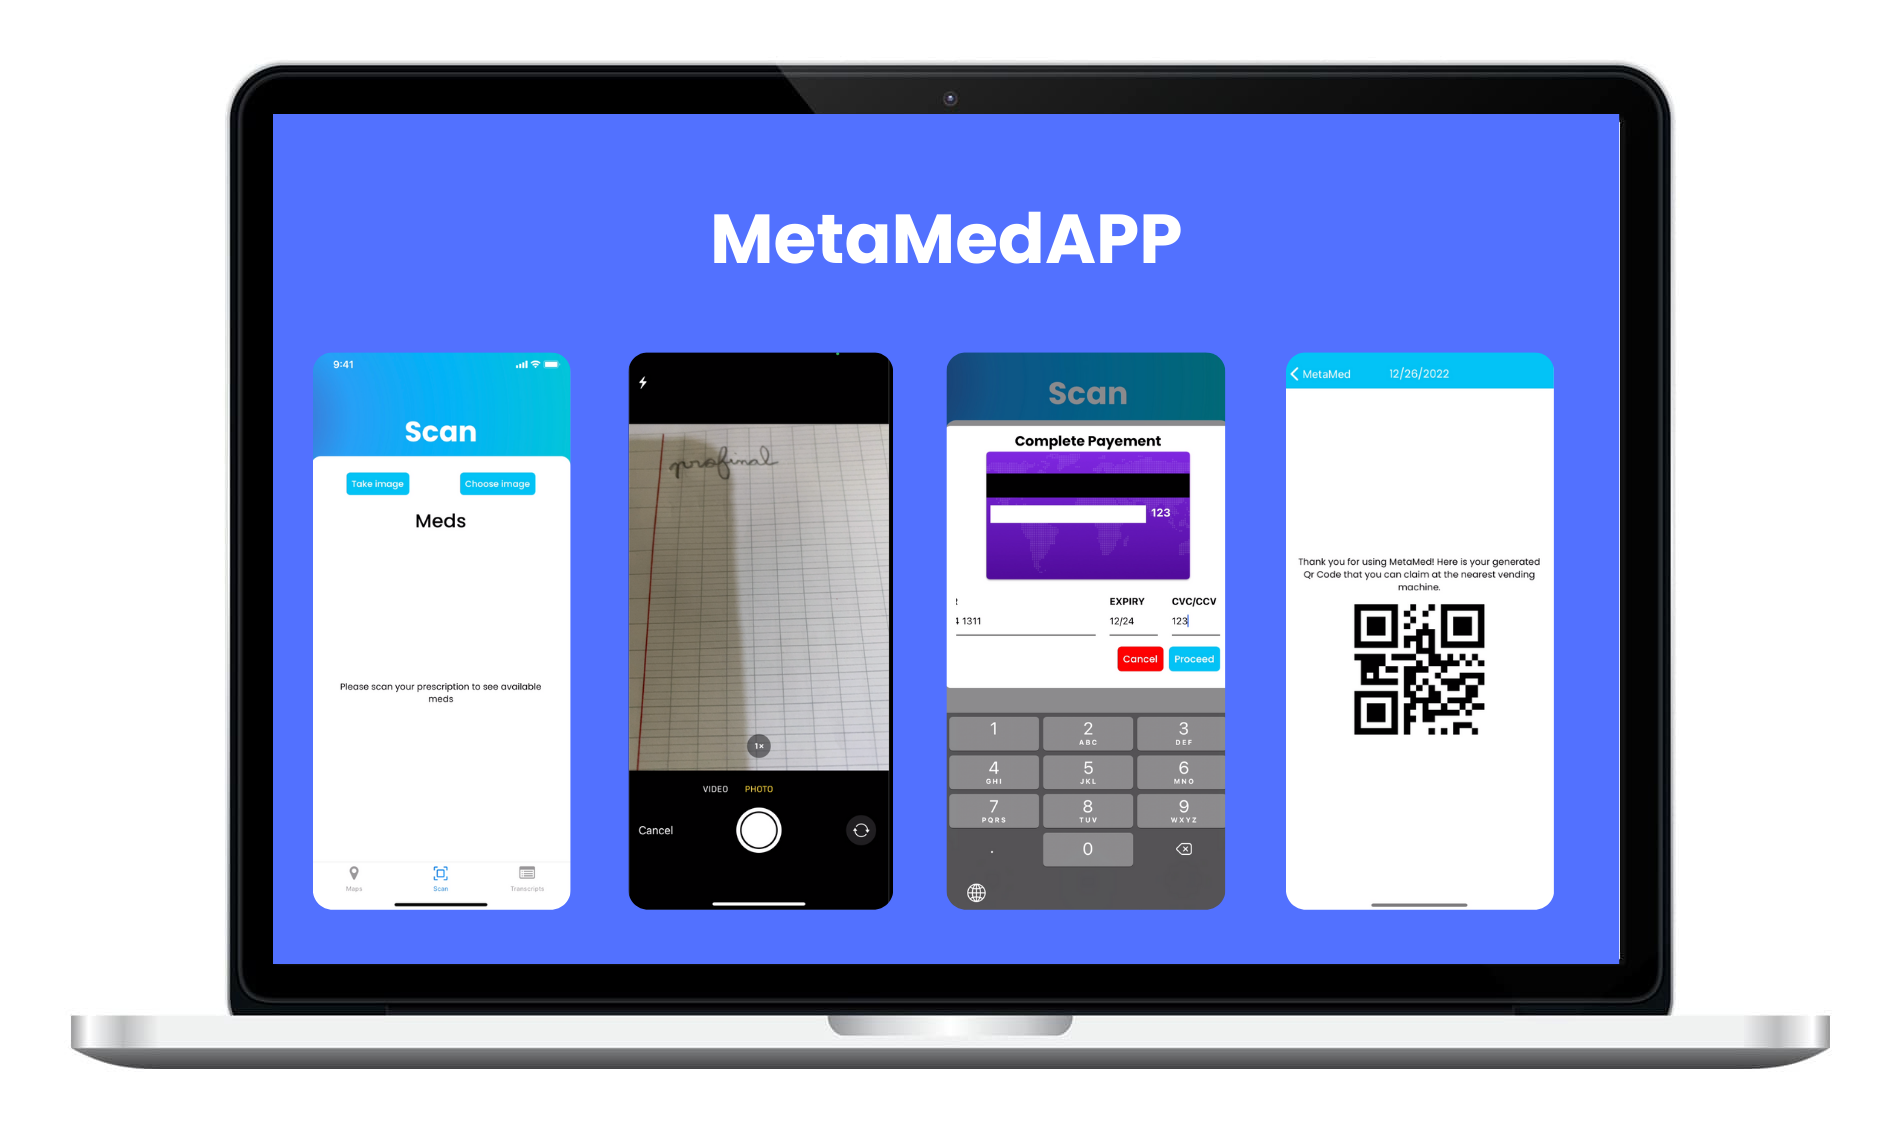 MetaMedAPP
9:41
Scan
Take image
Choose image
Meds
Please scan your prescription to see available
meds
Maps
Scan
Transcripts
profinal
1×
VIDEO PHOTO
Cancel
Scan
Complete Payement
123
EXPIRY CVC/CCV
4 1311 12/24 123
Cancel Proceed
1 2 3
ABC DEF
4 5 6
GHI JKL MNO
7 8 9
PQRS TUV WXYZ
. 0
MetaMed 12/26/2022
Thank you for using MetaMed! Here is your generated
Qr Code that you can claim at the nearest vending
machine.